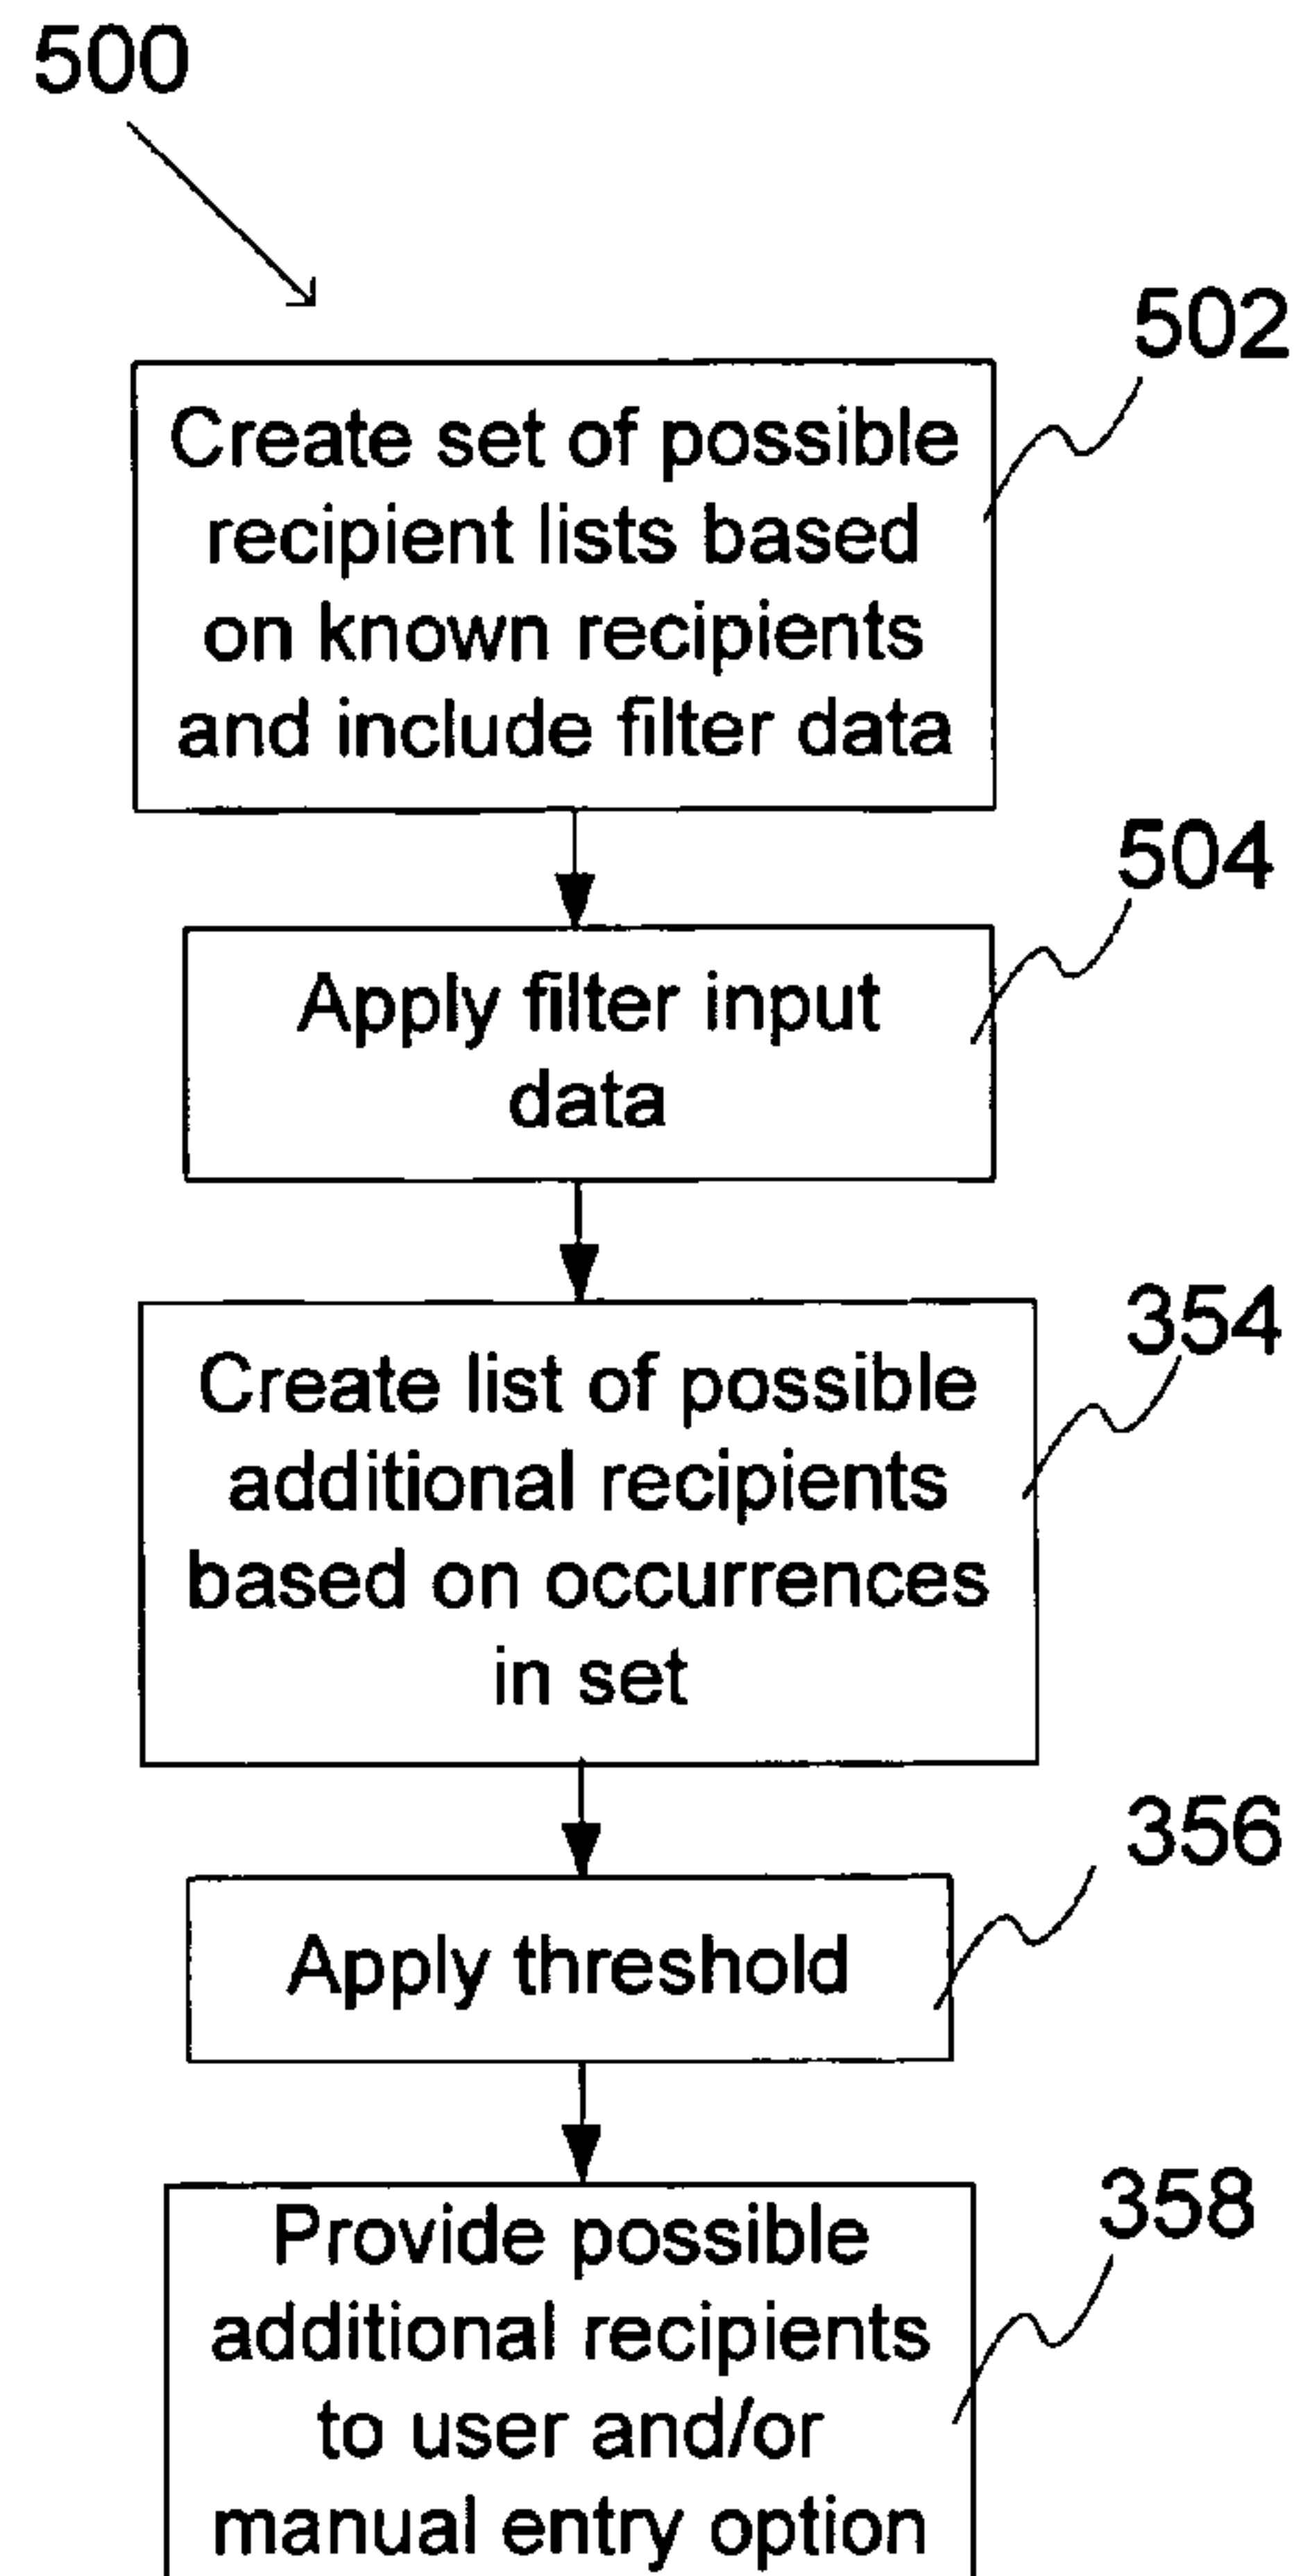 500
502
Create set of possible
recipient lists based
on known recipients
and include filter data
504
Apply filter input
data
354
Create list of possible
additional recipients
based on occurrences
in set
356
Apply threshold
358
Provide possible
additional recipients
to user and/or
manual entry option